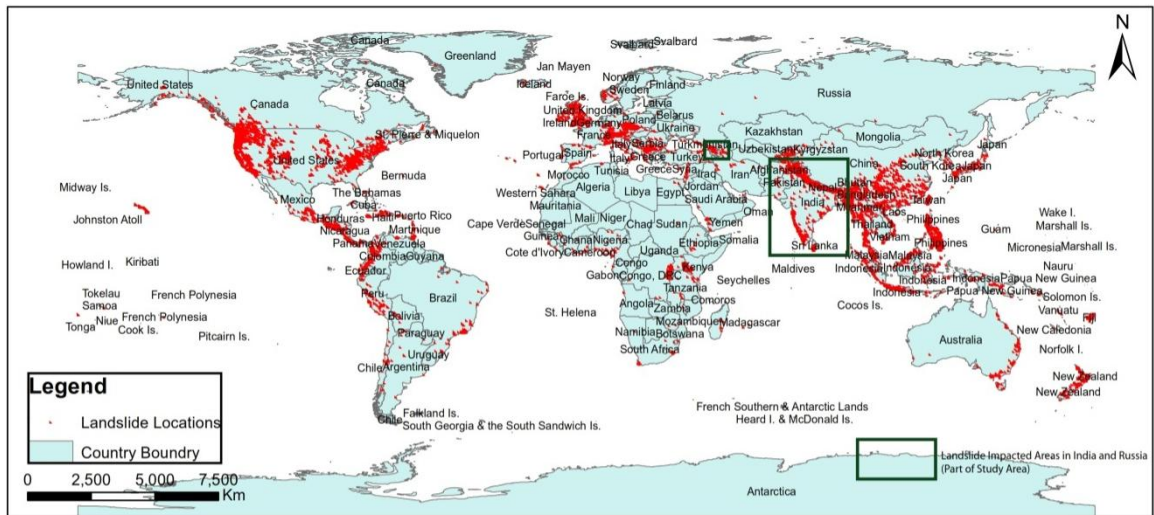 N
Canada
Greenland
Svalbard
Svalbard
Jan Mayen
United States
Canada
Iceland
Norway
Finland
Sweden
Russia
Canada
Faroe Is.
Latvia
United Kingdom
Belarus
Ireland
Germany
Poland
Ukraine
St. Pierre & Miquelon
France
Kazakhstan
Mongolia
Japan
United States
Italy
Serbia
Uzbekistan
Kyrgyzstan
North Korea
Portugal
Spain
Italy
Greece
Turkey
Turkmenistan
China
South Korea
Japan
Bermuda
Tunisia
Greece
Syria
Iraq
Iran
Afghanistan
Japan
Midway Is.
Mexico
The Bahamas
Morocco
Algeria
Libya
Egypt
Jordan
Pakistan
Nepal
Bhutan
Cuba
Western Sahara
Saudi Arabia
India
Bangladesh
Taiwan
Johnston Atoll
Honduras
Haiti
Puerto Rico
Mauritania
Oman
Myanmar
Laos
Philippines
Wake I.
Nicaragua
Martinique
Cape Verde
Senegal
Mali
Niger
Chad
Sudan
Yemen
Thailand
Guam
Marshall Is.
Panama
Venezuela
Guinea
Vietnam
Philippines
Colombia
Guyana
Cote d'Ivory
Ghana
Nigeria
Cameroon
Ethiopia
Somalia
Sri Lanka
Micronesia
Marshall Is.
Howland I.
Kiribati
Ecuador
Congo
Uganda
Kenya
Maldives
Malaysia
Malaysia
Indonesia
Indonesia
Nauru
Gabon
Congo, DRC
Seychelles
Indonesia
Indonesia
Papua New Guinea
Tokelau
French Polynesia
Peru
Brazil
Tanzania
Indonesia
Papua New Guinea
Solomon Is.
Samoa
Angola
Zambia
Comoros
Cocos Is.
Vanuatu
Niue
French Polynesia
Bolivia
St. Helena
Mozambique
Madagascar
Fiji
Tonga
Cook Is.
Pitcairn Is.
Paraguay
Namibia
Botswana
Australia
New Caledonia
South Africa
Norfolk I.
Uruguay
Chile
Argentina
New Zealand
New Zealand
Falkland Is.
Chile
South Georgia & the South Sandwich Is.
French Southern & Antarctic Lands
Heard I. & McDonald Is.
Legend
Landslide Locations
Country Boundry
0 2,500 5,000 7,500
Km
Landslide Impacted Areas in India and Russia
(Part of Study Area)
Antarctica